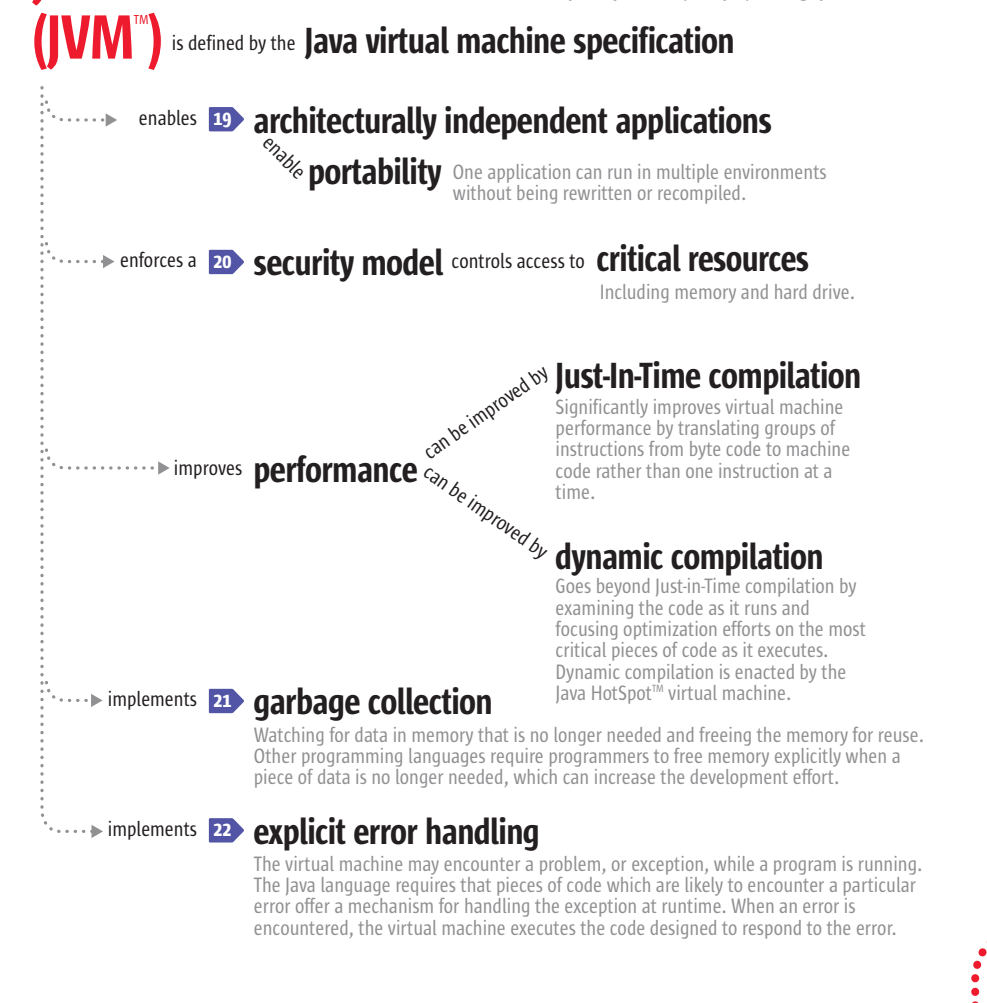 (JVM™) is defined by the Java virtual machine specification
enables 19 architecturally independent applications
enable portability One application can run in multiple environments
without being rewritten or recompiled.
enforces a 20 security model controls access to critical resources
Including memory and hard drive.
improves performance
can be improved by Just-In-Time compilation
Significantly improves virtual machine
performance by translating groups of
instructions from byte code to machine
code rather than one instruction at a
time.
can be improved by dynamic compilation
Goes beyond Just-in-Time compilation by
examining the code as it runs and
focusing optimization efforts on the most
critical pieces of code as it executes.
Dynamic compilation is enacted by the
Java HotSpot™ virtual machine.
implements 21 garbage collection
Watching for data in memory that is no longer needed and freeing the memory for reuse.
Other programming languages require programmers to free memory explicitly when a
piece of data is no longer needed, which can increase the development effort.
implements 22 explicit error handling
The virtual machine may encounter a problem, or exception, while a program is running.
The Java language requires that pieces of code which are likely to encounter a particular
error offer a mechanism for handling the exception at runtime. When an error is
encountered, the virtual machine executes the code designed to respond to the error.